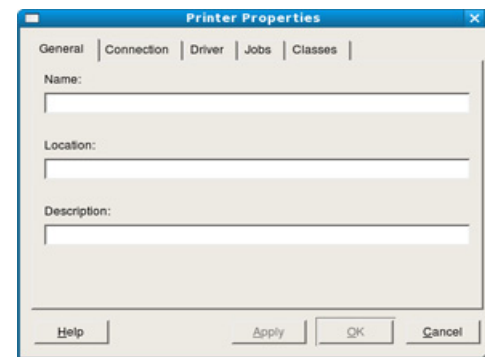 Printer Properties
General Connection Driver Jobs Classes
Name:
Location:
Description:
Help Apply OK Cancel